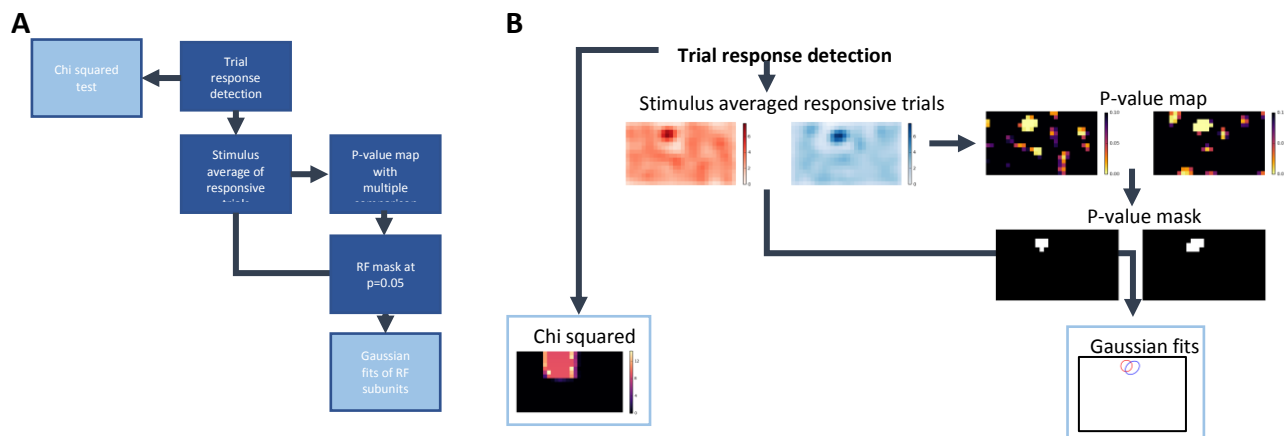 A
Chi squared
test
Trial
response
detection
Stimulus
average of
responsive
trials
P-value map
with
multiple
RF mask at
p=0.05
Gaussian
fits of RF
subunits
B
Trial response detection
Stimulus averaged responsive trials
P-value map
P-value mask
Chi squared
Gaussian fits